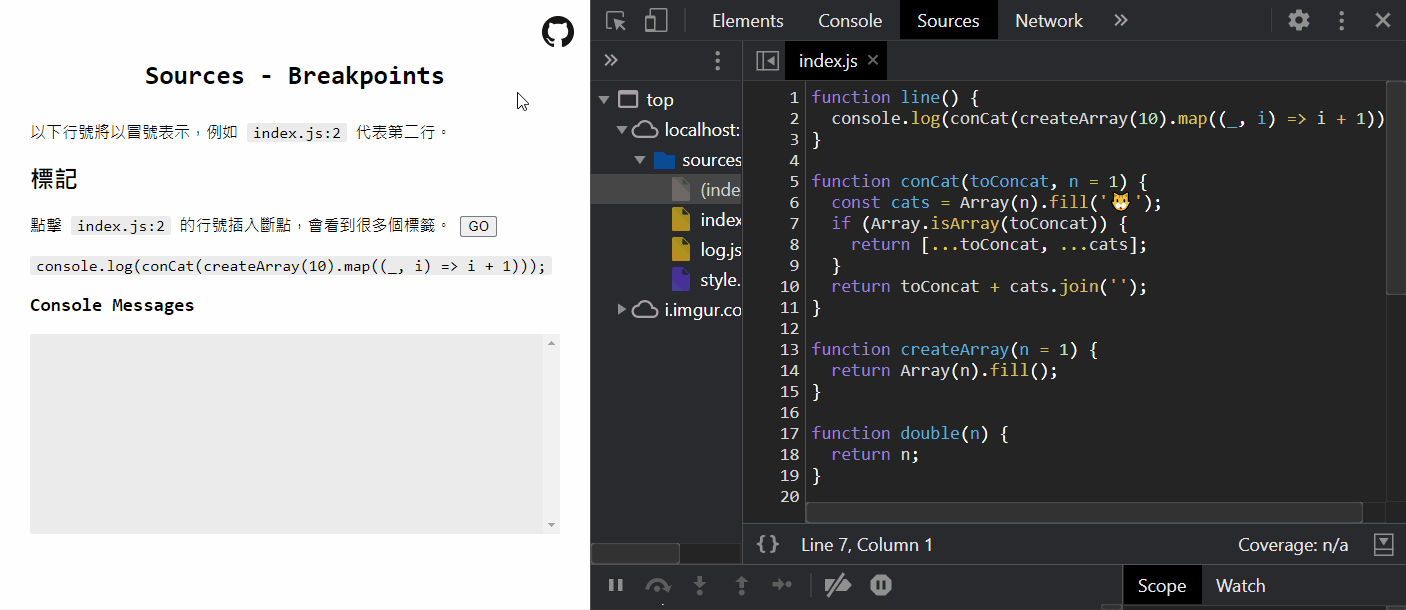 Sources - Breakpoints
以下行號將以冒號表示，例如 index.js:2 代表第二行。
標記
點擊 index.js:2 的行號插入斷點，會看到很多個標籤。 GO
console.log(conCat(createArray(10).map((_, i) => i + 1)));
Console Messages
Elements Console Sources Network »
» index.js ×
top
localhost:
sources
(inde
index
log.js
style.
i.imgur.co
1 function line() {
2 console.log(conCat(createArray(10).map((_, i) => i + 1))
3 }
4
5 function conCat(toConcat, n = 1) {
6 const cats = Array(n).fill('🐱');
7 if (Array.isArray(toConcat)) {
8 return [...toConcat, ...cats];
9 }
10 return toConcat + cats.join('');
11 }
12
13 function createArray(n = 1) {
14 return Array(n).fill();
15 }
16
17 function double(n) {
18 return n;
19 }
20
{} Line 7, Column 1 Coverage: n/a
Scope Watch